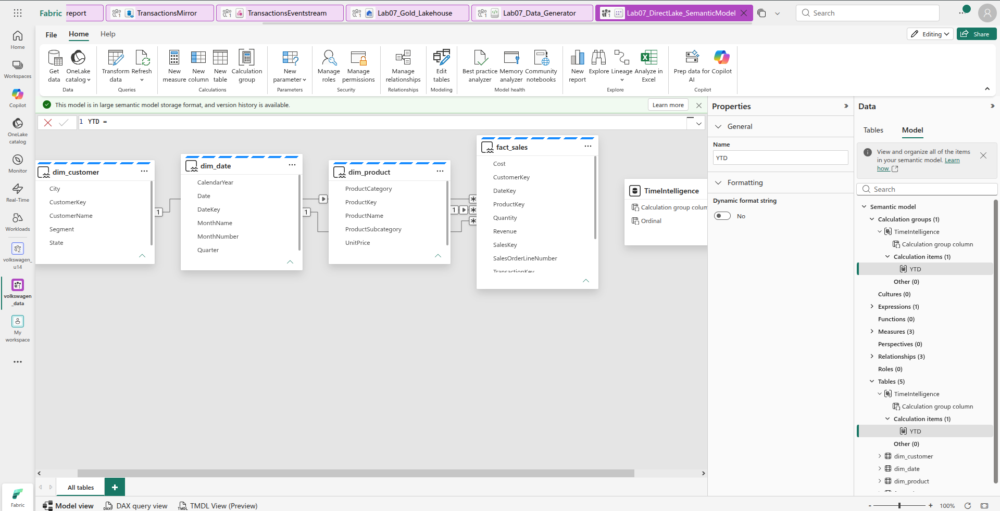 Fabric
report
TransactionsMirror
TransactionsEventstream
Lab07_Gold_Lakehouse
Lab07_Data_Generator
Lab07_DirectLake_SemanticModel
Search
File
Home
Help
Editing
Share
Get data
OneLake catalog
Data
Transform data
Refresh
Queries
New measure
New column
New table
Calculation group
Calculations
New parameter
Parameters
Manage roles
Manage permissions
Security
Manage relationships
Relationships
Edit tables
Modeling
Best practice analyzer
Memory analyzer
Community notebooks
Model health
New report
Explore
Lineage
Analyze in Excel
Explore
Prep data for AI
Copilot
Copilot
Home
Workspaces
Copilot
OneLake catalog
Monitor
Real-Time
Workloads
volkswagen_u14
volkswagen_data
My workspace
Fabric
This model is in large semantic model storage format, and version history is available.
Learn more
1 YTD =
dim_customer
City
CustomerKey
CustomerName
Segment
State
1
dim_date
CalendarYear
Date
DateKey
MonthName
MonthNumber
Quarter
1
dim_product
ProductCategory
ProductKey
ProductName
ProductSubcategory
UnitPrice
1
*
*
*
fact_sales
Cost
CustomerKey
DateKey
ProductKey
Quantity
Revenue
SalesKey
SalesOrderLineNumber
TransactionKey
TimeIntelligence
Calculation group colum
Ordinal
Properties
General
Name
YTD
Formatting
Dynamic format string
No
Data
Tables
Model
View and organize all of the items
in your semantic model. Learn
how
Search
Semantic model
Calculation groups (1)
TimeIntelligence
Calculation group column
Calculation items (1)
YTD
Other (0)
Cultures (0)
Expressions (1)
Functions (0)
Measures (3)
Perspectives (0)
Relationships (3)
Roles (0)
Tables (5)
TimeIntelligence
Calculation group column
Calculation items (1)
YTD
Other (0)
dim_customer
dim_date
dim_product
All tables
Model view
DAX query view
TMDL View (Preview)
- + 100%